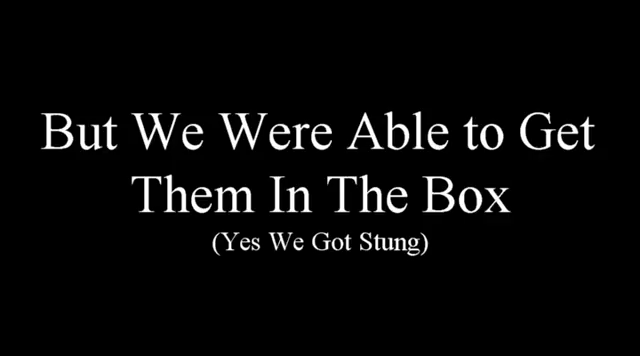 But We Were Able to Get
Them In The Box
(Yes We Got Stung)